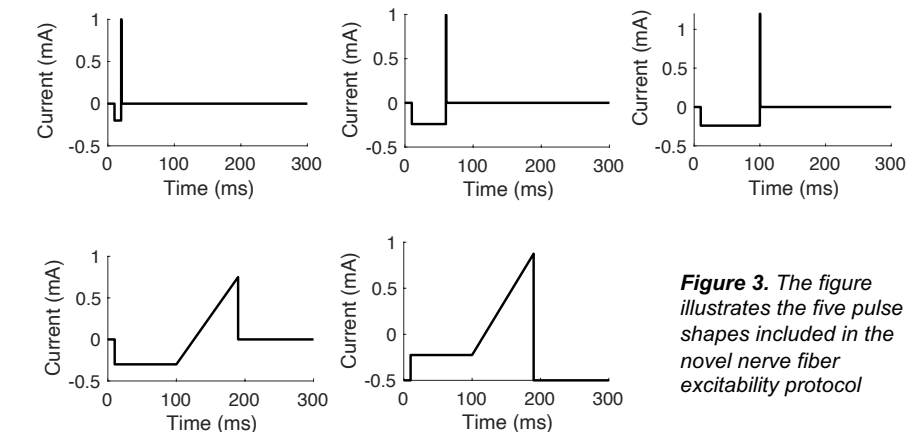 1
0.5
0
-0.5
Current (mA)
0 100 200 300
Time (ms)
1
0.5
0
-0.5
Current (mA)
0 100 200 300
Time (ms)
1
0.5
0
-0.5
Current (mA)
0 100 200 300
Time (ms)
1
0.5
0
-0.5
Current (mA)
0 100 200 300
Time (ms)
1
0.5
0
-0.5
Current (mA)
0 100 200 300
Time (ms)
Figure 3. The figure
illustrates the five pulse
shapes included in the
novel nerve fiber
excitability protocol